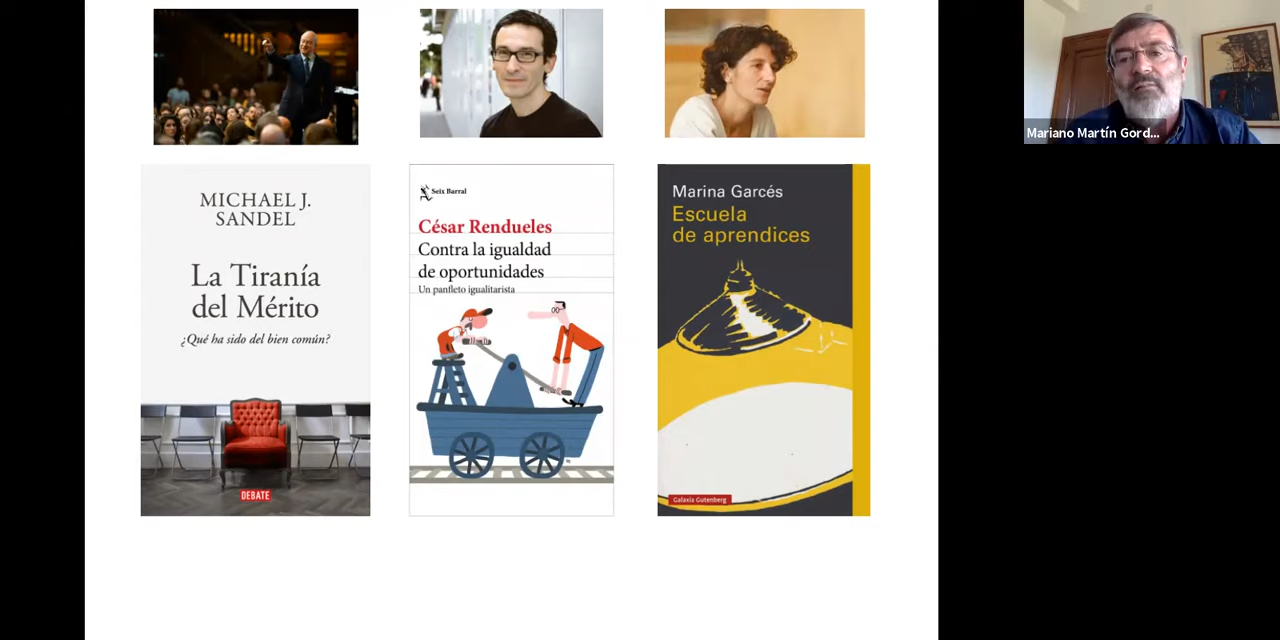 MICHAEL J.
SANDEL
La Tiranía
del Mérito
¿Qué ha sido del bien común?
DEBATE
Seix Barral
César Rendueles
Contra la igualdad
de oportunidades
Un panfleto igualitarista
Marina Garcés
Escuela
de aprendices
Galaxia Gutenberg
Mariano Martín Gord...